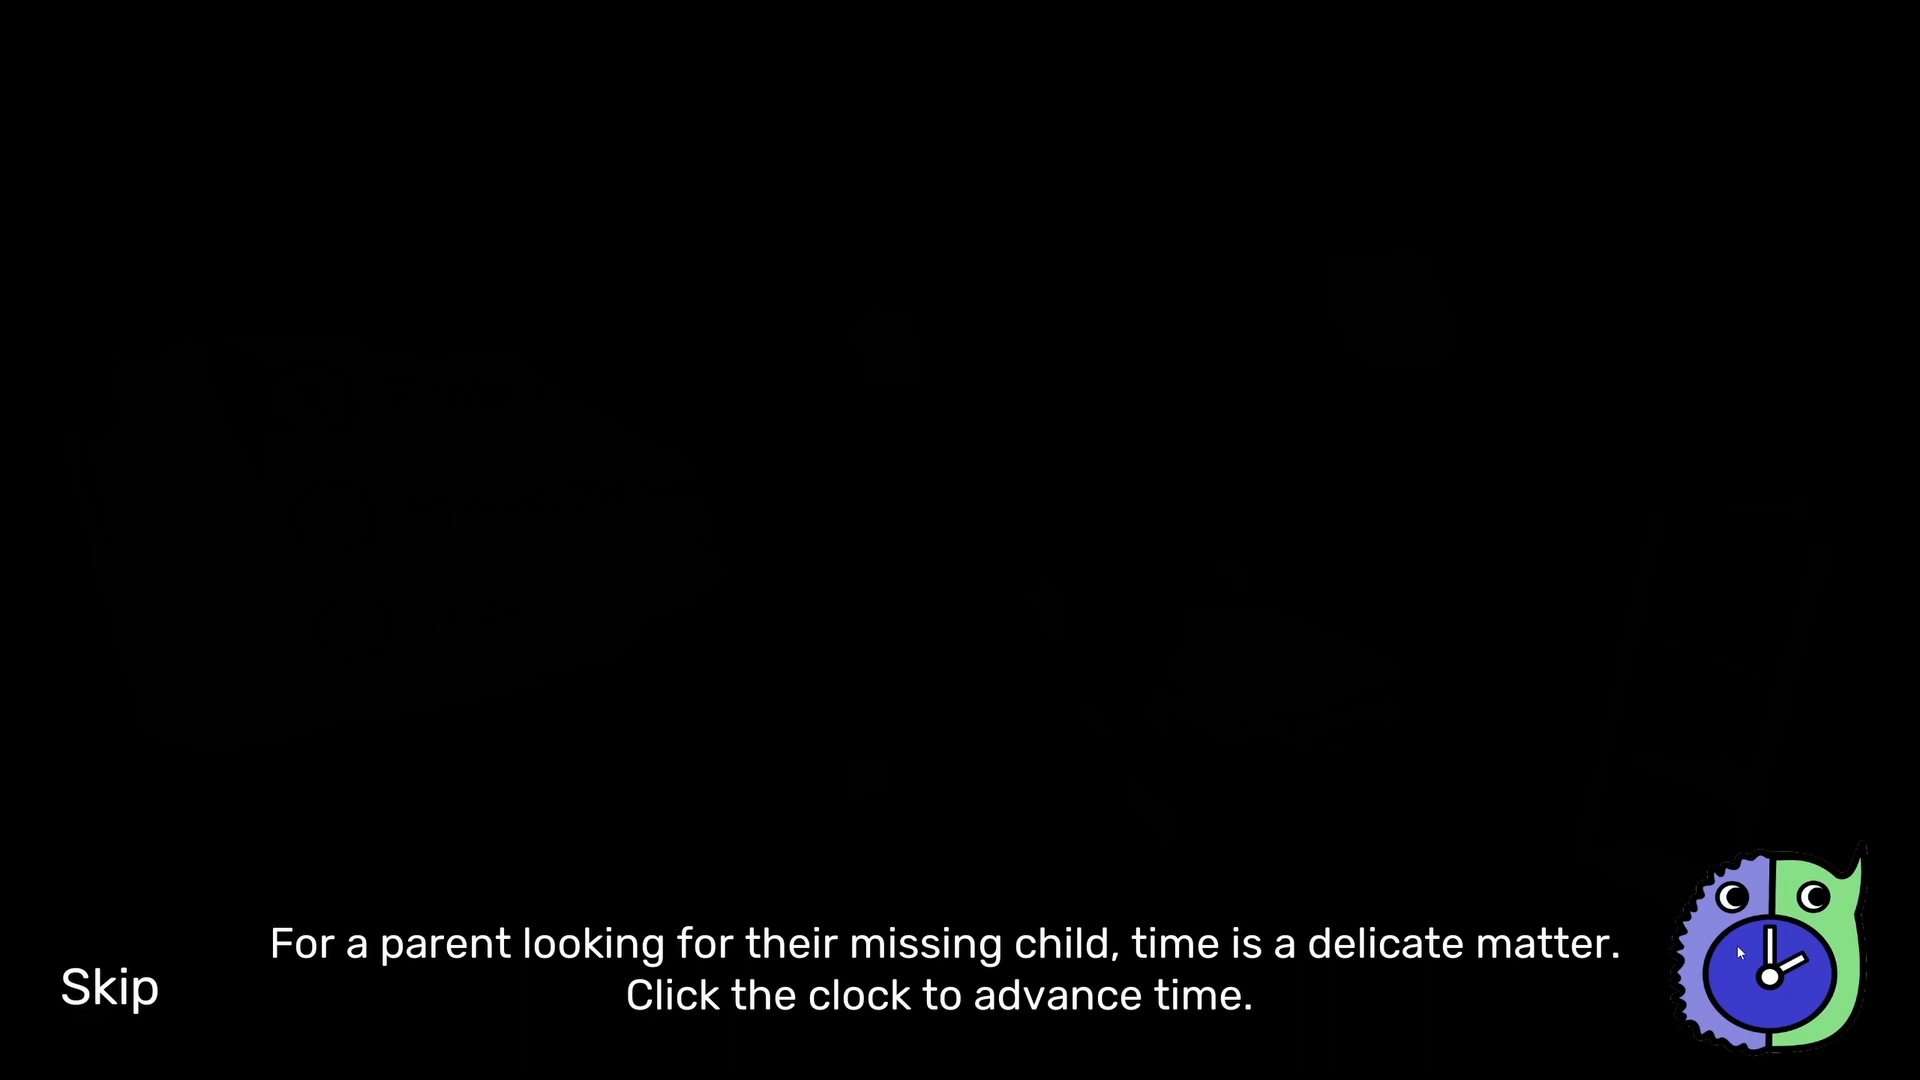 For a parent looking for their missing child, time is a delicate matter.
Click the clock to advance time.
Skip